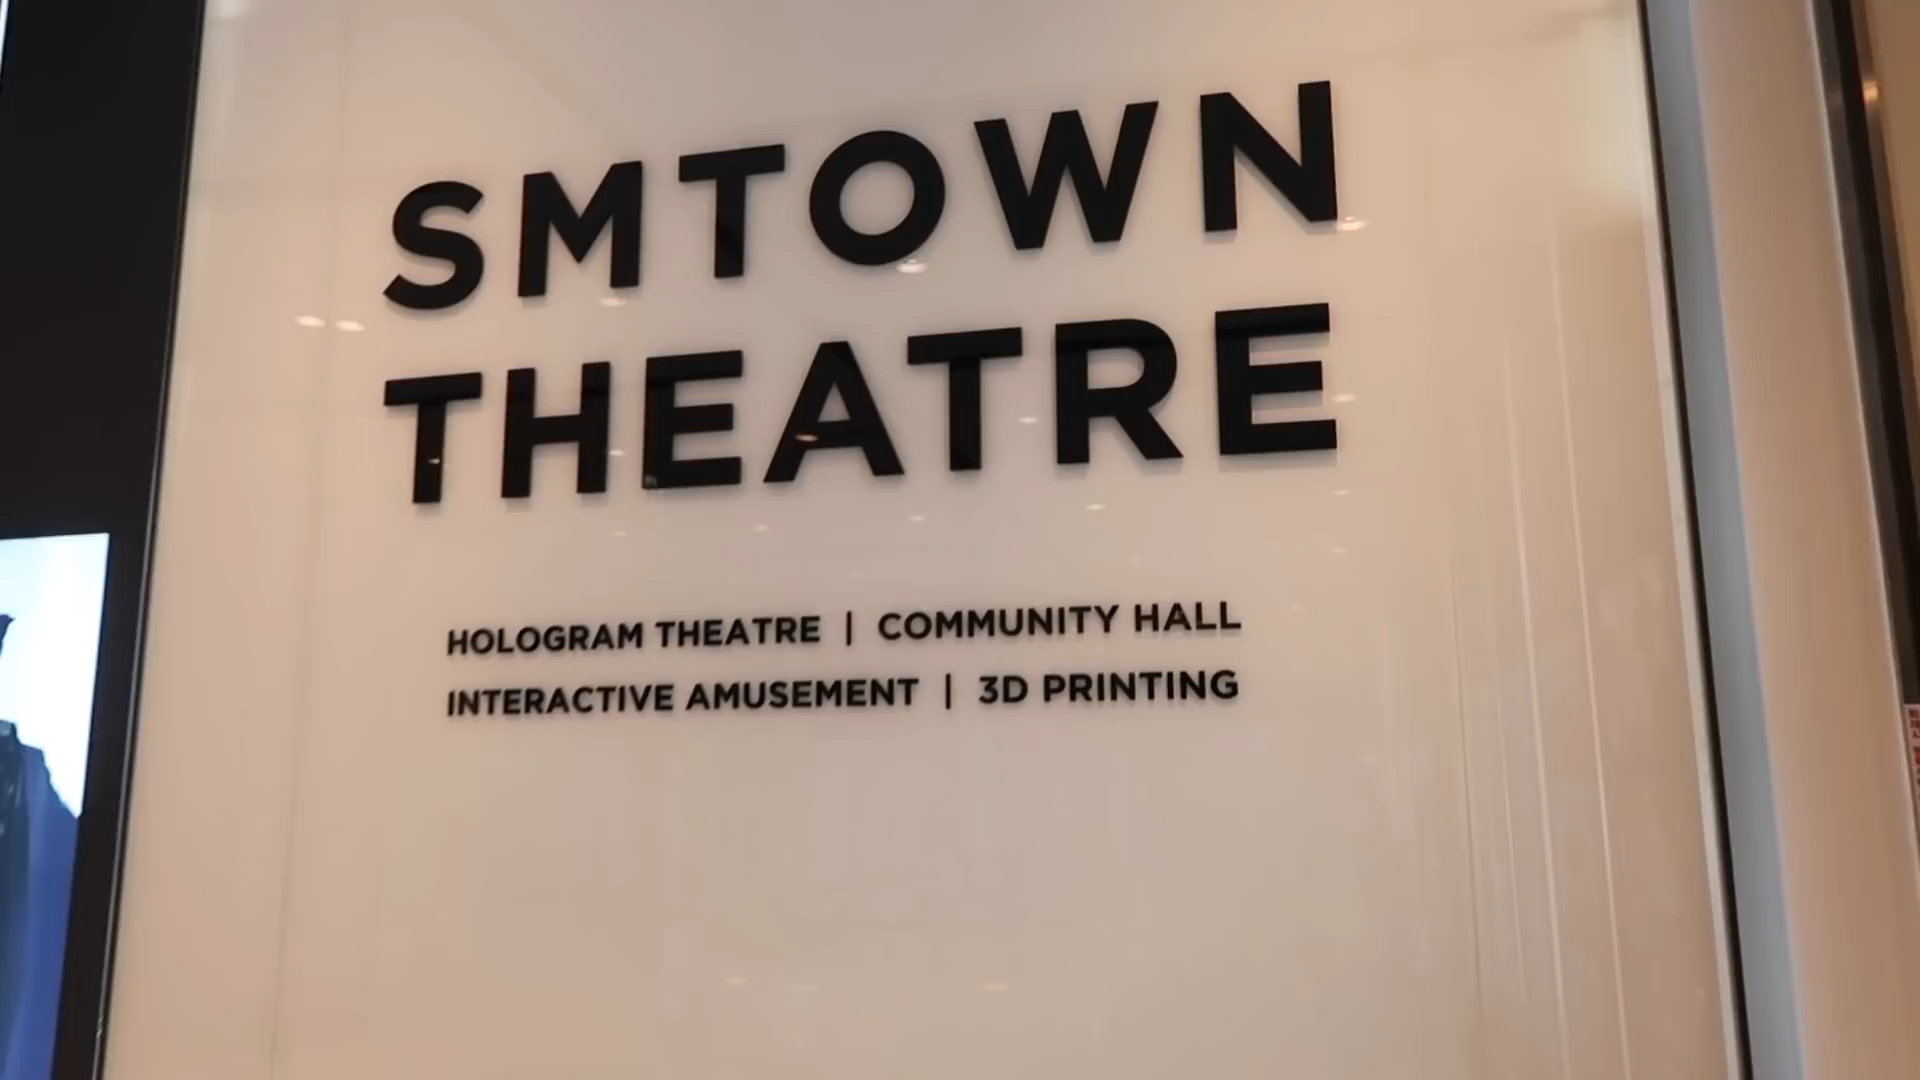 SMTOWN
THEATRE
HOLOGRAM THEATRE | COMMUNITY HALL
INTERACTIVE AMUSEMENT | 3D PRINTING